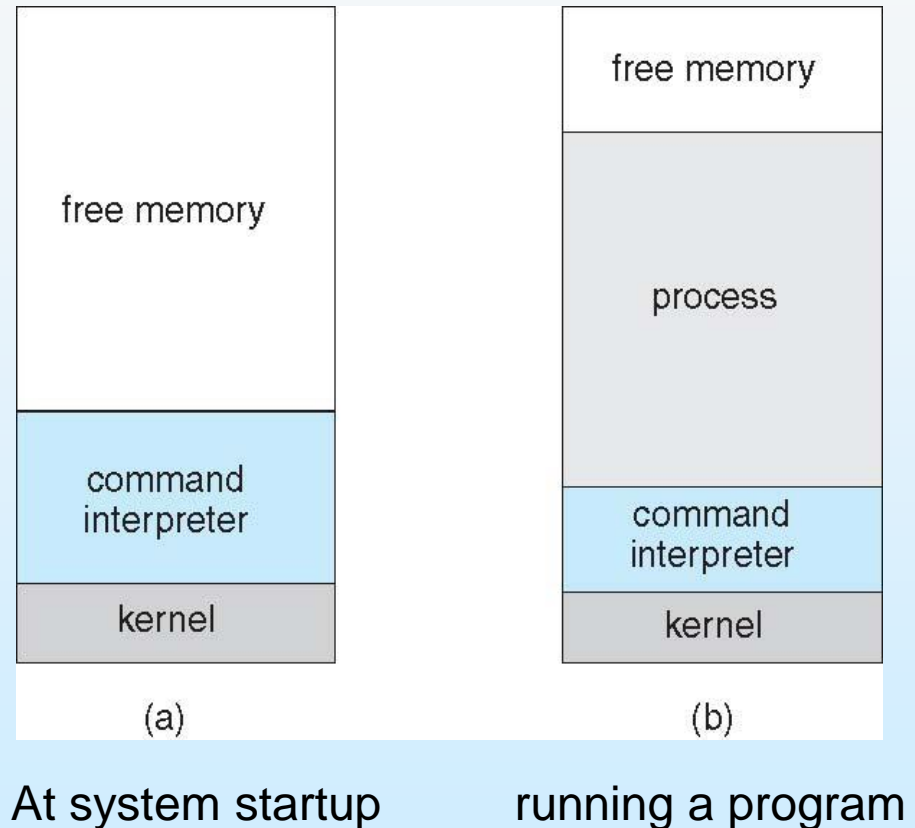 free memory
command
interpreter
kernel
(a)
At system startup
free memory
process
command
interpreter
kernel
(b)
running a program